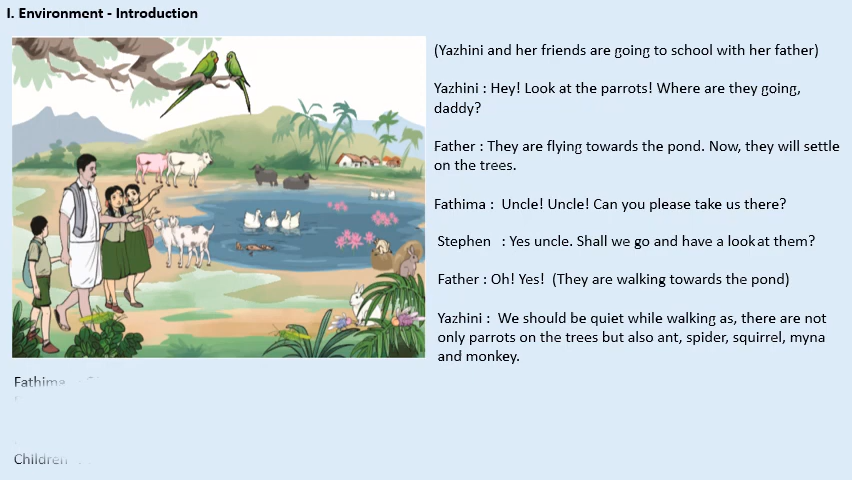 I. Environment - Introduction
(Yazhini and her friends are going to school with her father)
Yazhini : Hey! Look at the parrots! Where are they going,
daddy?
Father : They are flying towards the pond. Now, they will settle
on the trees.
Fathima : Uncle! Uncle! Can you please take us there?
Stephen : Yes uncle. Shall we go and have a look at them?
Father : Oh! Yes! (They are walking towards the pond)
Yazhini : We should be quiet while walking as, there are not
only parrots on the trees but also ant, spider, squirrel, myna
and monkey.
Fathima
Children